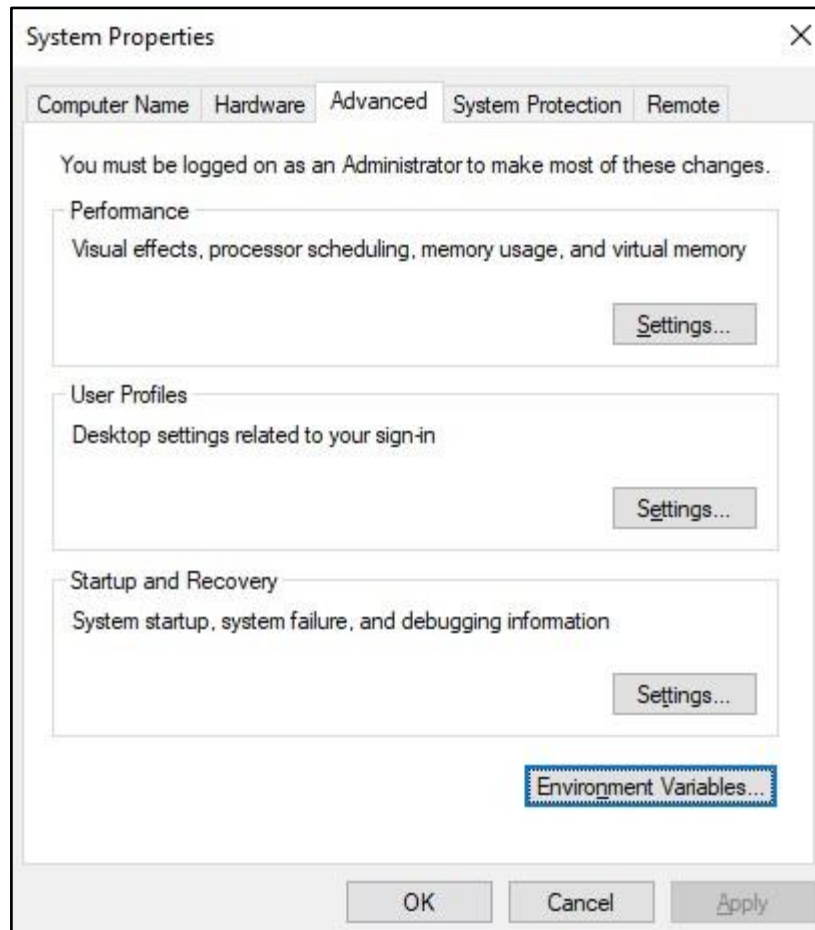 System Properties
Computer Name Hardware Advanced System Protection Remote
You must be logged on as an Administrator to make most of these changes.
Performance
Visual effects, processor scheduling, memory usage, and virtual memory
Settings...
User Profiles
Desktop settings related to your sign-in
Settings...
Startup and Recovery
System startup, system failure, and debugging information
Settings...
Environment Variables...
OK Cancel Apply